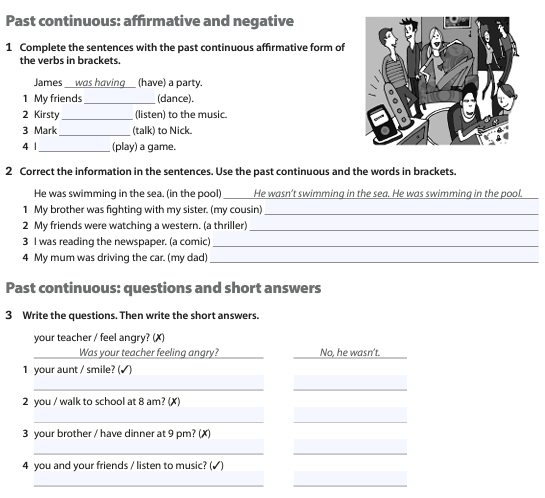 Past continuous: affirmative and negative
1 Complete the sentences with the past continuous affirmative form of
the verbs in brackets.
James was having (have) a party.
1 My friends ____________ (dance).
2 Kirsty ____________ (listen) to the music.
3 Mark ____________ (talk) to Nick.
4 I ____________ (play) a game.
2 Correct the information in the sentences. Use the past continuous and the words in brackets.
He was swimming in the sea. (in the pool) He wasn't swimming in the sea. He was swimming in the pool.
1 My brother was fighting with my sister. (my cousin)
2 My friends were watching a western. (a thriller)
3 I was reading the newspaper. (a comic)
4 My mum was driving the car. (my dad)
Past continuous: questions and short answers
3 Write the questions. Then write the short answers.
your teacher / feel angry? (✗)
Was your teacher feeling angry? No, he wasn't.
1 your aunt / smile? (✓)
2 you / walk to school at 8 am? (✗)
3 your brother / have dinner at 9 pm? (✗)
4 you and your friends / listen to music? (✓)